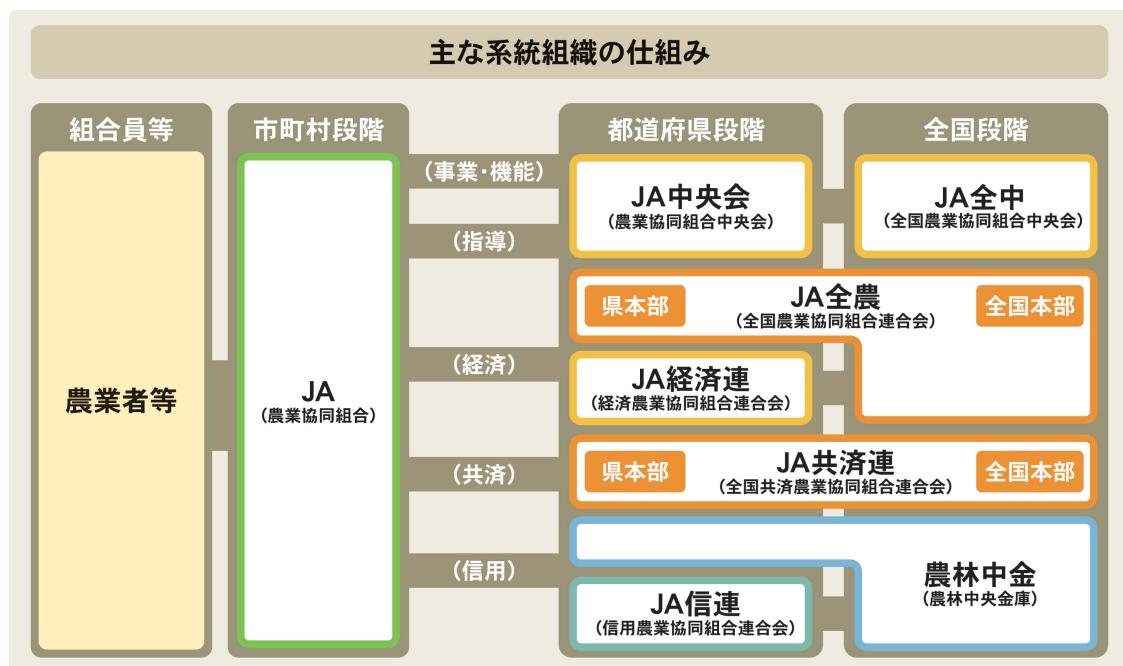 主な系統組織の仕組み
組合員等
市町村段階
都道府県段階
全国段階
農業者等
JA
(農業協同組合)
(事業・機能)
(指導)
(経済)
(共済)
(信用)
JA中央会
(農業協同組合中央会)
JA全中
(全国農業協同組合中央会)
県本部
JA全農
(全国農業協同組合連合会)
全国本部
JA経済連
(経済農業協同組合連合会)
県本部
JA共済連
(全国共済農業協同組合連合会)
全国本部
農林中金
(農林中央金庫)
JA信連
(信用農業協同組合連合会)